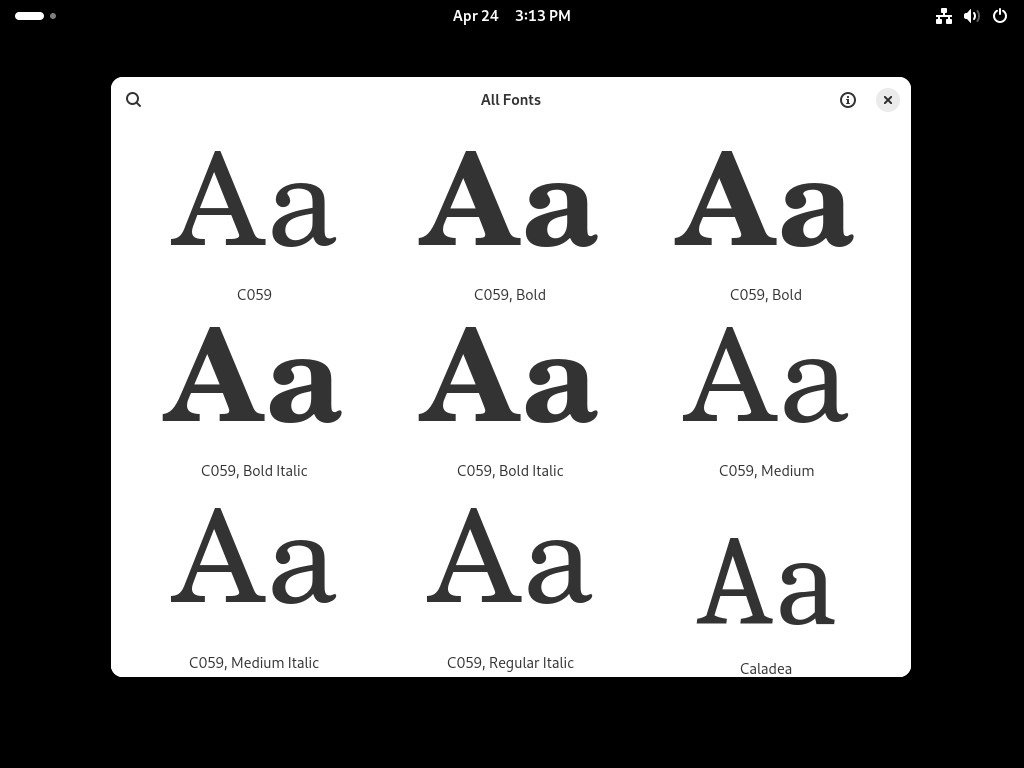 Apr 24 3:13 PM
All Fonts
Aa Aa Aa
C059 C059, Bold C059, Bold
Aa Aa Aa
C059, Bold Italic C059, Bold Italic C059, Medium
Aa Aa Aa
C059, Medium Italic C059, Regular Italic Caladea